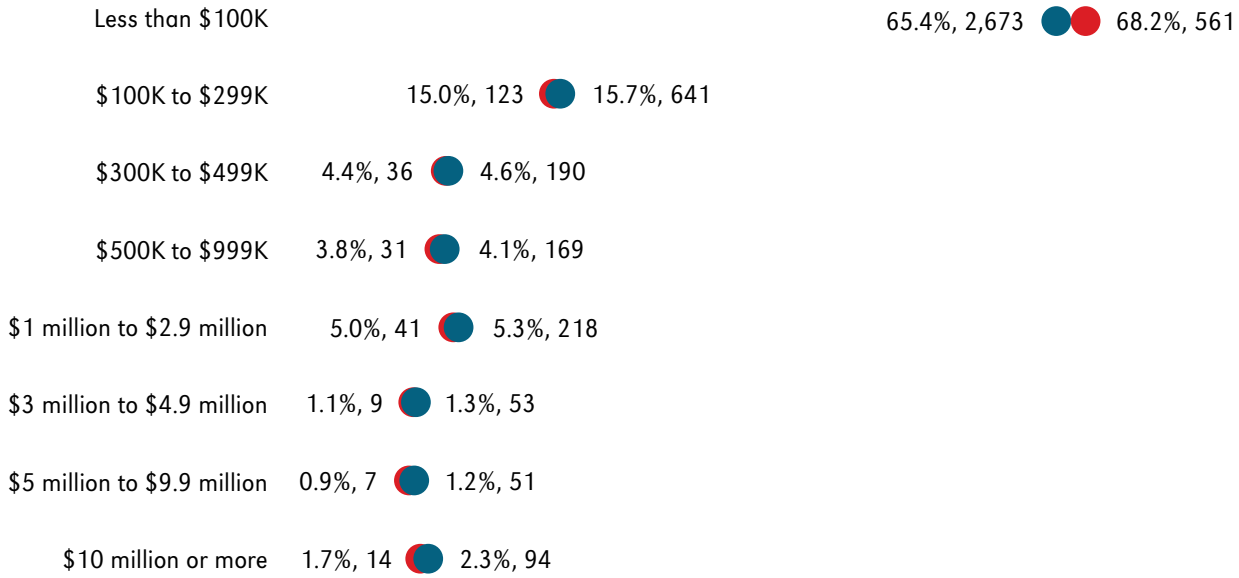 Less than $100K 65.4%, 2,673 68.2%, 561
$100K to $299K 15.0%, 123 15.7%, 641
$300K to $499K 4.4%, 36 4.6%, 190
$500K to $999K 3.8%, 31 4.1%, 169
$1 million to $2.9 million 5.0%, 41 5.3%, 218
$3 million to $4.9 million 1.1%, 9 1.3%, 53
$5 million to $9.9 million 0.9%, 7 1.2%, 51
$10 million or more 1.7%, 14 2.3%, 94